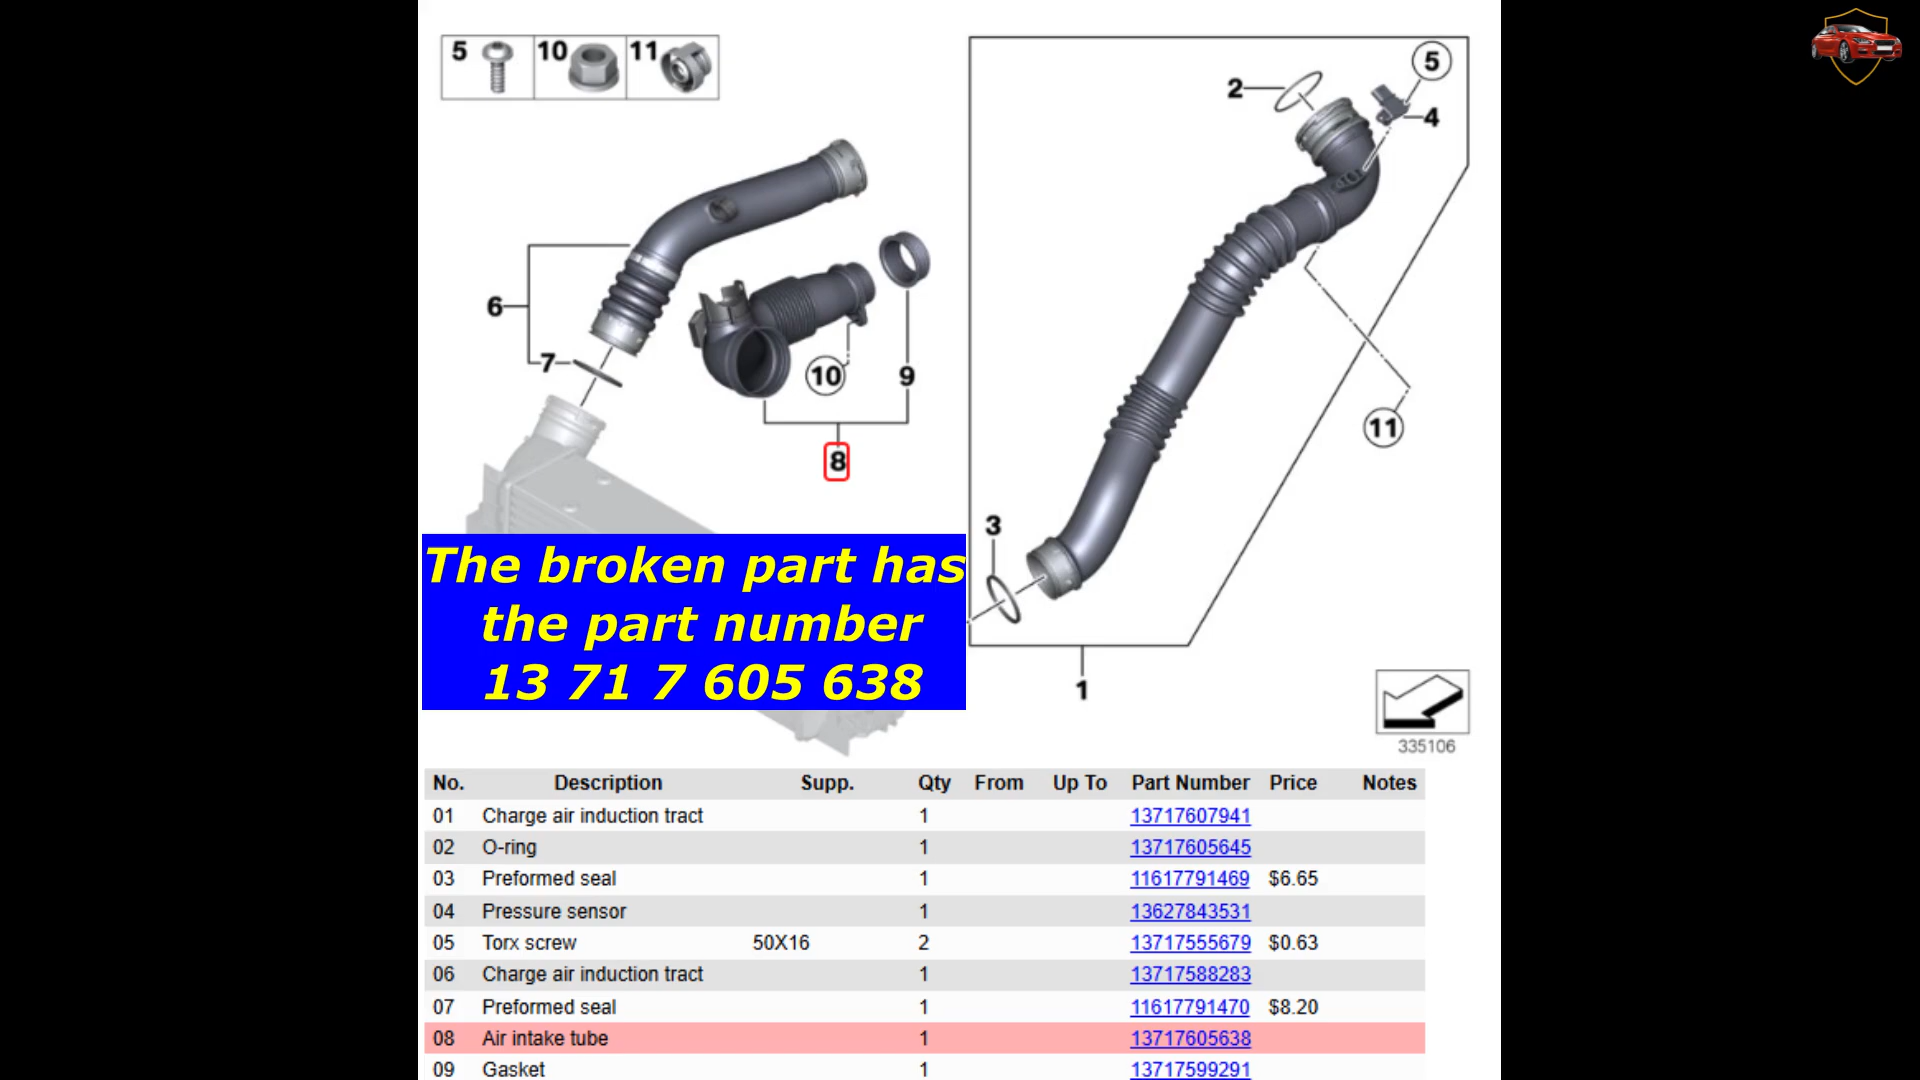 5 10 11
2
5
4
6
7
10
9
8
11
3
1
335106
The broken part has
the part number
13 71 7 605 638
No. Description Supp. Qty From Up To Part Number Price Notes
01 Charge air induction tract 1 13717607941
02 O-ring 1 13717605645
03 Preformed seal 1 11617791469 $6.65
04 Pressure sensor 1 13627843531
05 Torx screw 50X16 2 13717555679 $0.63
06 Charge air induction tract 1 13717588283
07 Preformed seal 1 11617791470 $8.20
08 Air intake tube 1 13717605638
09 Gasket 1 13717599291